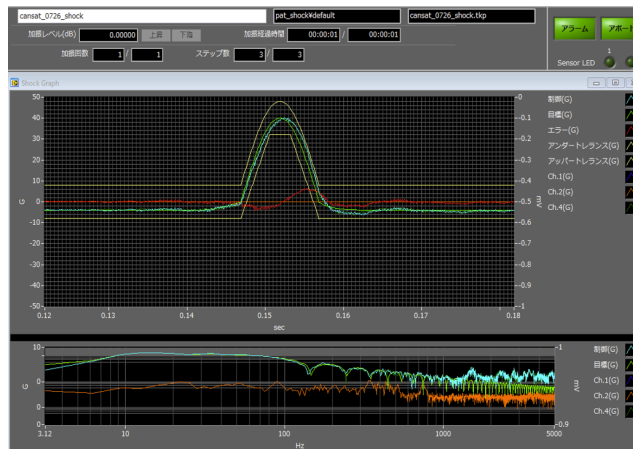 cansat_0726_shock pat_shock¥default cansat_0726_shock.tkp
加振レベル(dB) 0.00000 上昇 下降 加振経過時間 00:00:01 / 00:00:01
アラーム アボート
加振回数 1 / 1 ステップ数 3 / 3
1
Sensor LED
Shock Graph
50 -0
40 -0.1
30 -0.2
20 -0.3
10 -0.4
0 -0.5
-10 -0.6
-20 -0.7
-30 -0.8
-40 -0.9
-50 -1
G mV
0.12 0.13 0.14 0.15 0.16 0.17 0.18
sec
制御(G)
目標(G)
エラー(G)
アンダートレランス(G)
アッパートレランス(G)
Ch.1(G)
Ch.2(G)
Ch.4(G)
10 -1
0
0
0 -0.9
G mV
3.12 10 100 1000 5000
Hz
制御(G)
目標(G)
Ch.1(G)
Ch.2(G)
Ch.4(G)